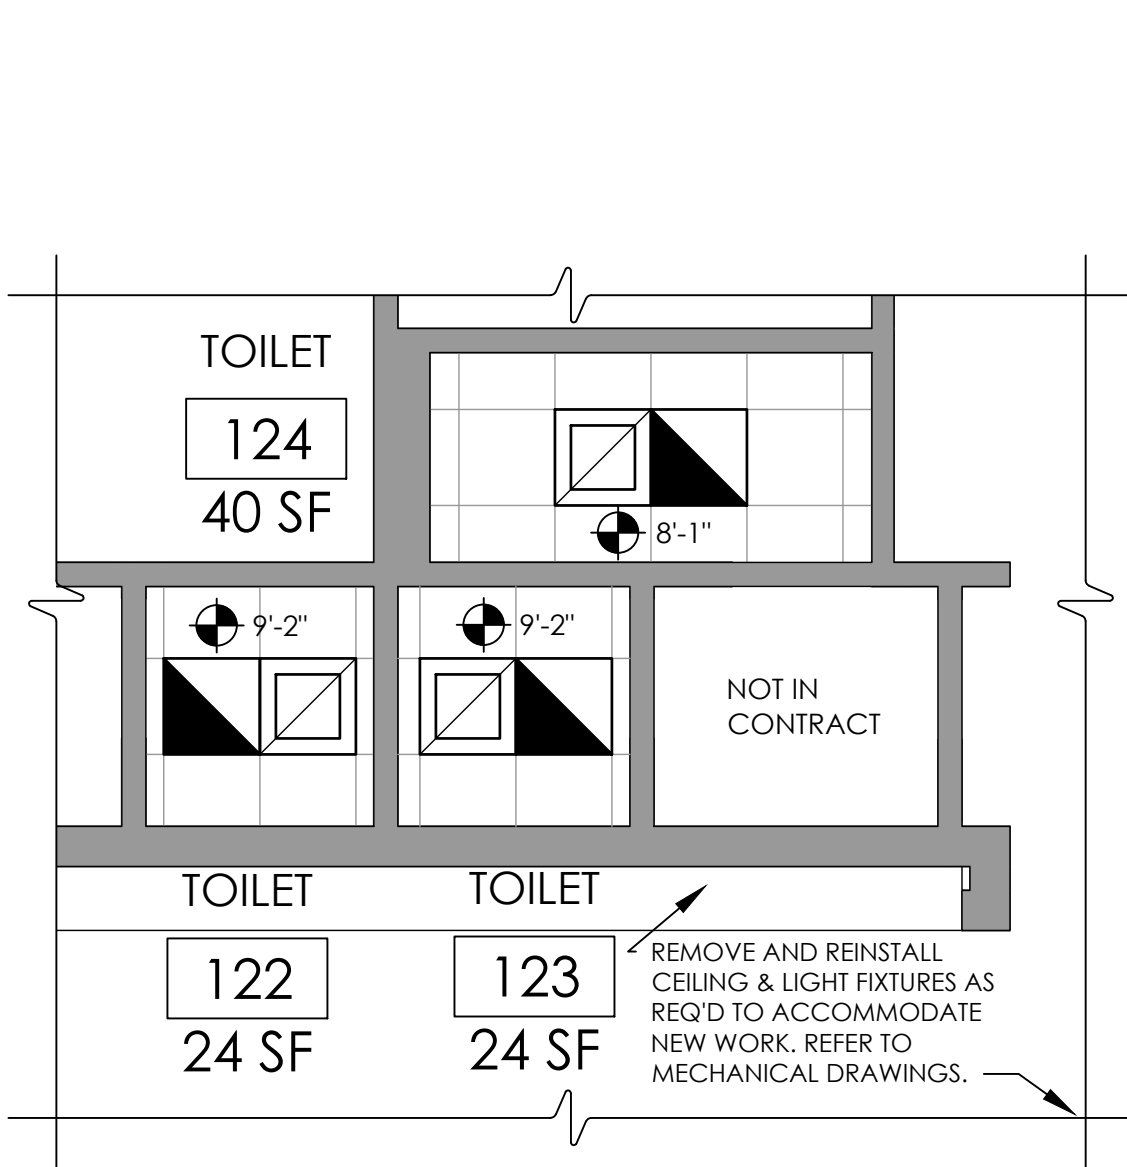 TOILET
124
40 SF
8'-1"
9'-2"
9'-2"
NOT IN
CONTRACT
TOILET
122
24 SF
TOILET
123
24 SF
REMOVE AND REINSTALL
CEILING & LIGHT FIXTURES AS
REQ'D TO ACCOMMODATE
NEW WORK. REFER TO
MECHANICAL DRAWINGS.